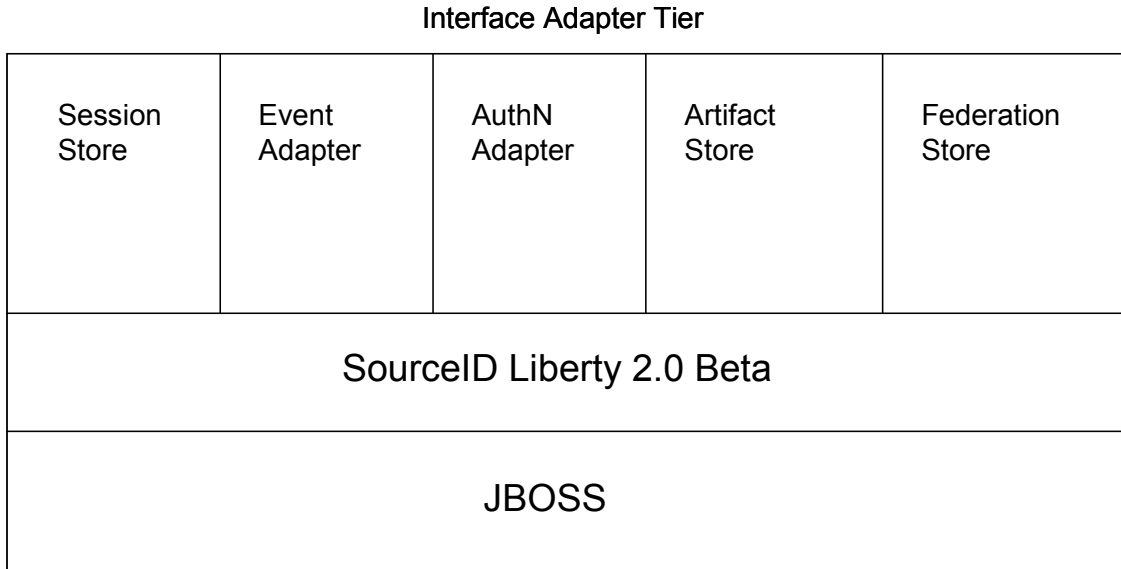 Interface Adapter Tier
Session
Store
Event
Adapter
AuthN
Adapter
Artifact
Store
Federation
Store
SourceID Liberty 2.0 Beta
JBOSS